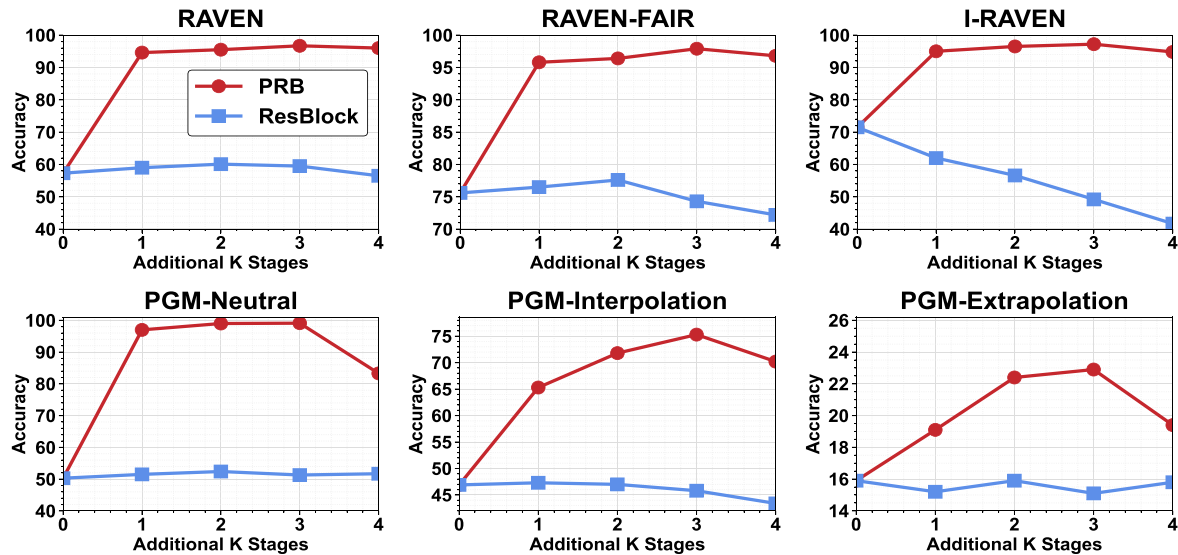 RAVEN
100
90
80
70
60
50
40
Accuracy
PRB
ResBlock
0 1 2 3 4
Additional K Stages
RAVEN-FAIR
100
95
90
85
80
75
70
Accuracy
0 1 2 3 4
Additional K Stages
I-RAVEN
100
90
80
70
60
50
40
Accuracy
0 1 2 3 4
Additional K Stages
PGM-Neutral
100
90
80
70
60
50
40
Accuracy
0 1 2 3 4
Additional K Stages
PGM-Interpolation
75
70
65
60
55
50
45
Accuracy
0 1 2 3 4
Additional K Stages
PGM-Extrapolation
26
24
22
20
18
16
14
Accuracy
0 1 2 3 4
Additional K Stages